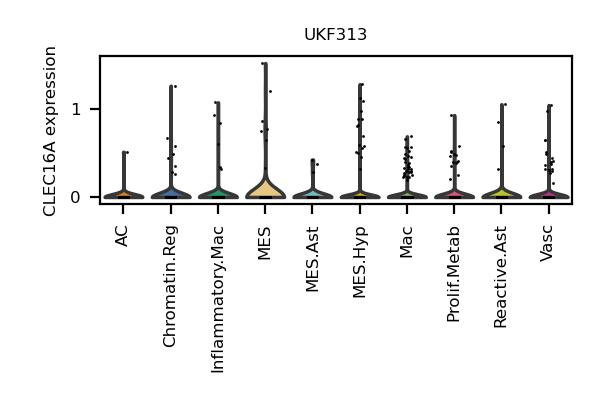 UKF313
CLEC16A expression
1
0
AC
Chromatin.Reg
Inflammatory.Mac
MES
MES.Ast
MES.Hyp
Mac
Prolif.Metab
Reactive.Ast
Vasc